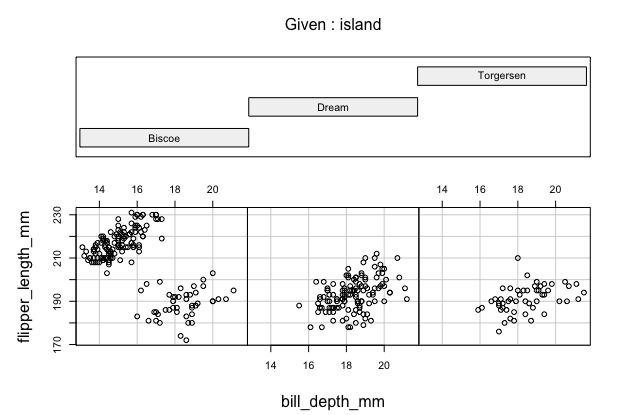 Given : island
Torgersen
Dream
Biscoe
14 16 18 20 14 16 18 20
flipper_length_mm
230
210
190
170
14 16 18 20
bill_depth_mm